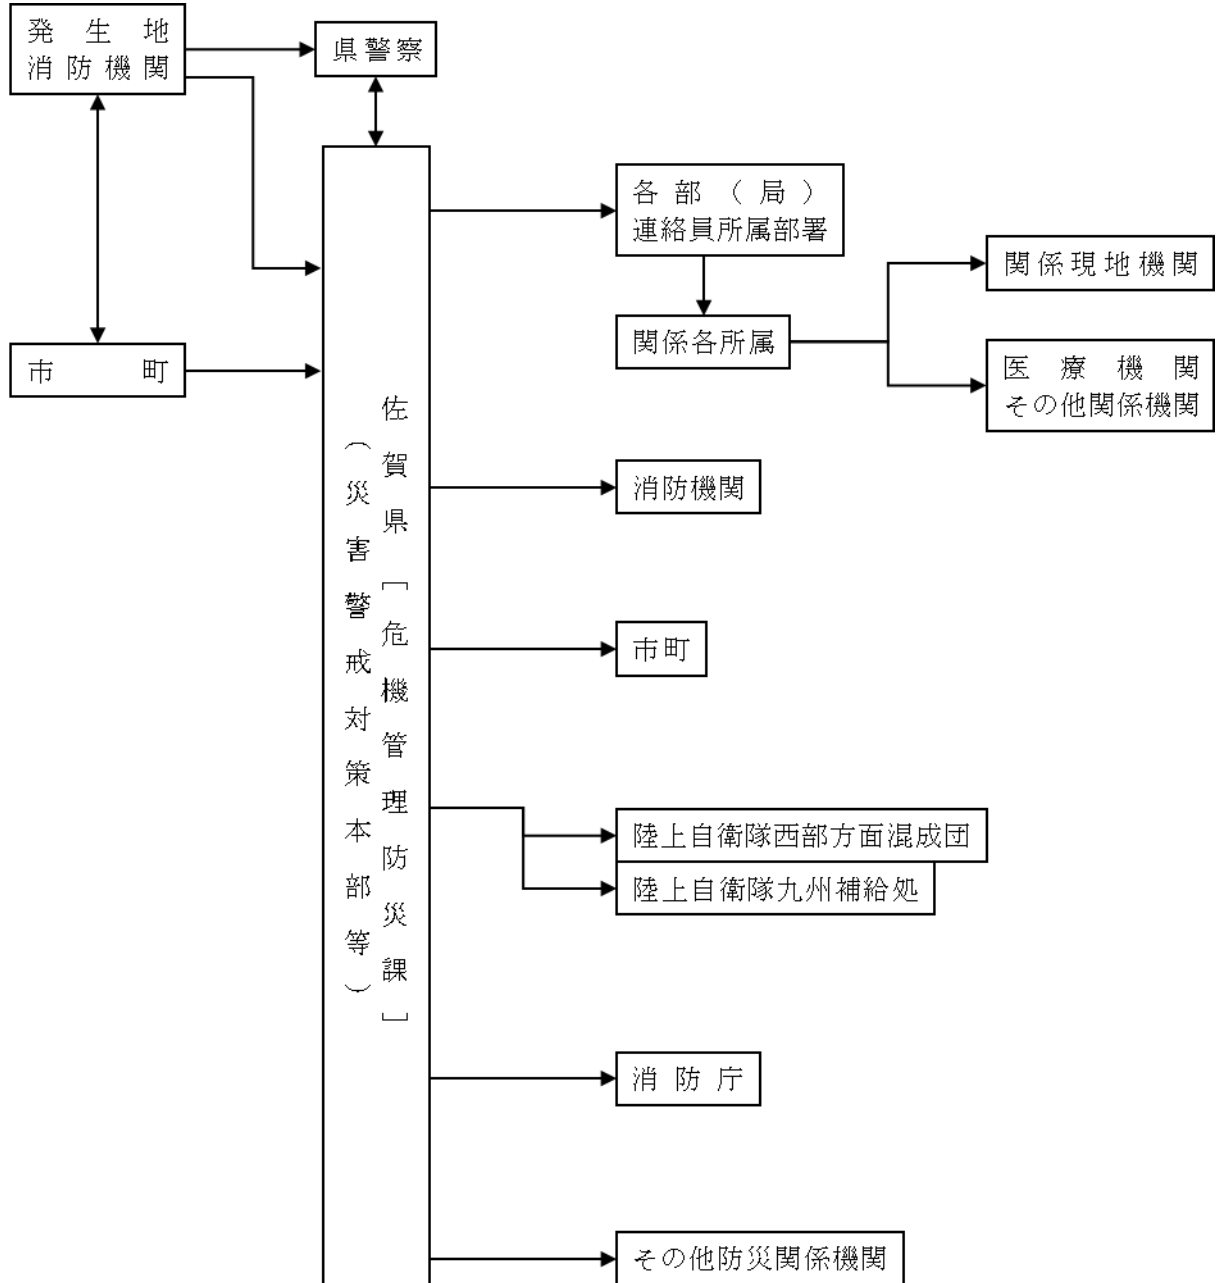 発生地
消防機関
県警察
各部（局）
連絡員所属部署
関係現地機関
関係各所属
市町
医療機関
その他関係機関
佐賀県［危機管理防災課］
（災害警戒対策本部等）
消防機関
市町
陸上自衛隊西部方面混成団
陸上自衛隊九州補給処
消防庁
その他防災関係機関